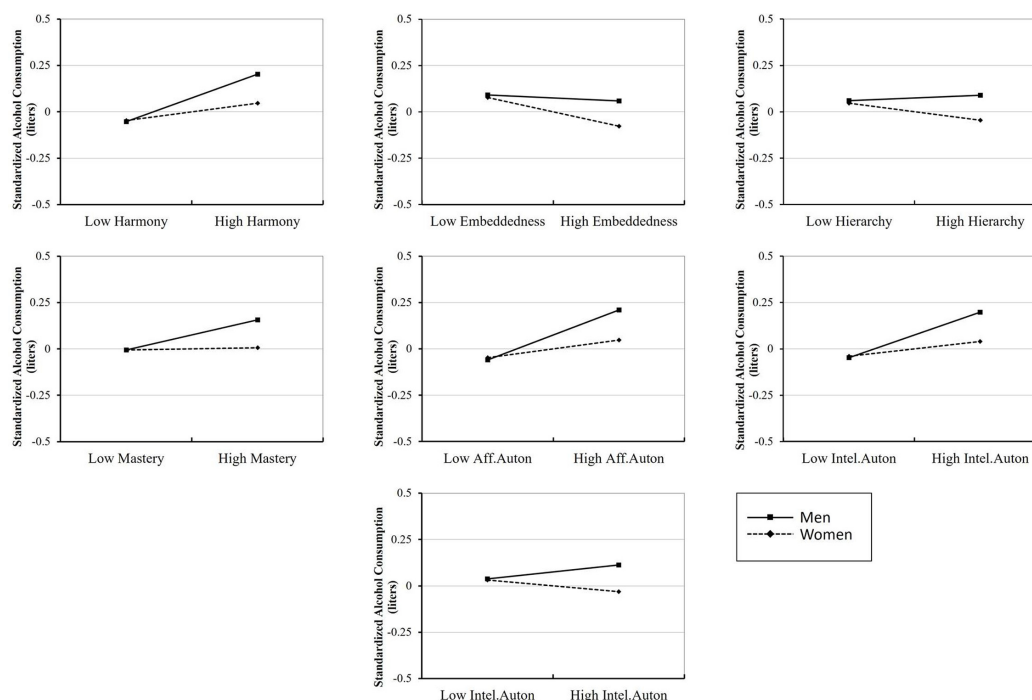 Standardized Alcohol Consumption
(liters)
0.5
0.25
0
-0.25
-0.5
Low Harmony High Harmony
Standardized Alcohol Consumption
(liters)
0.5
0.25
0
-0.25
-0.5
Low Embeddedness High Embeddedness
Standardized Alcohol Consumption
(liters)
0.5
0.25
0
-0.25
-0.5
Low Hierarchy High Hierarchy
Standardized Alcohol Consumption
(liters)
0.5
0.25
0
-0.25
-0.5
Low Mastery High Mastery
Standardized Alcohol Consumption
(liters)
0.5
0.25
0
-0.25
-0.5
Low Aff.Auton High Aff.Auton
Standardized Alcohol Consumption
(liters)
0.5
0.25
0
-0.25
-0.5
Low Intel.Auton High Intel.Auton
Standardized Alcohol Consumption
(liters)
0.5
0.25
0
-0.25
-0.5
Low Intel.Auton High Intel.Auton
Men
Women